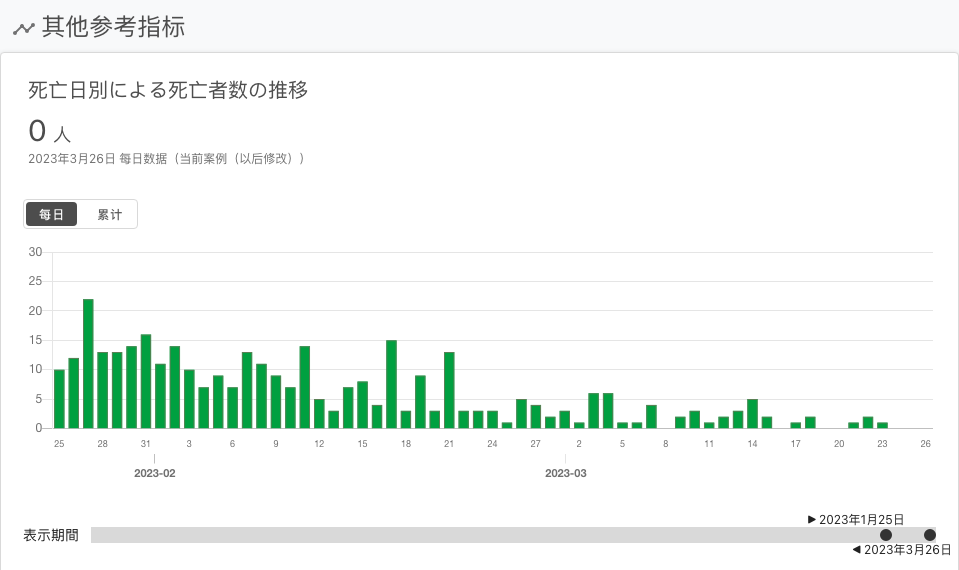 其他参考指标
死亡日別による死亡者数の推移
0 人
2023年3月26日 每日数据（当前案例（以后修改））
每日 累计
30
25
20
15
10
5
0
25 28 31 3 6 9 12 15 18 21 24 27 2 5 8 11 14 17 20 23 26
2023-02 2023-03
▶ 2023年1月25日
表示期間
◀ 2023年3月26日